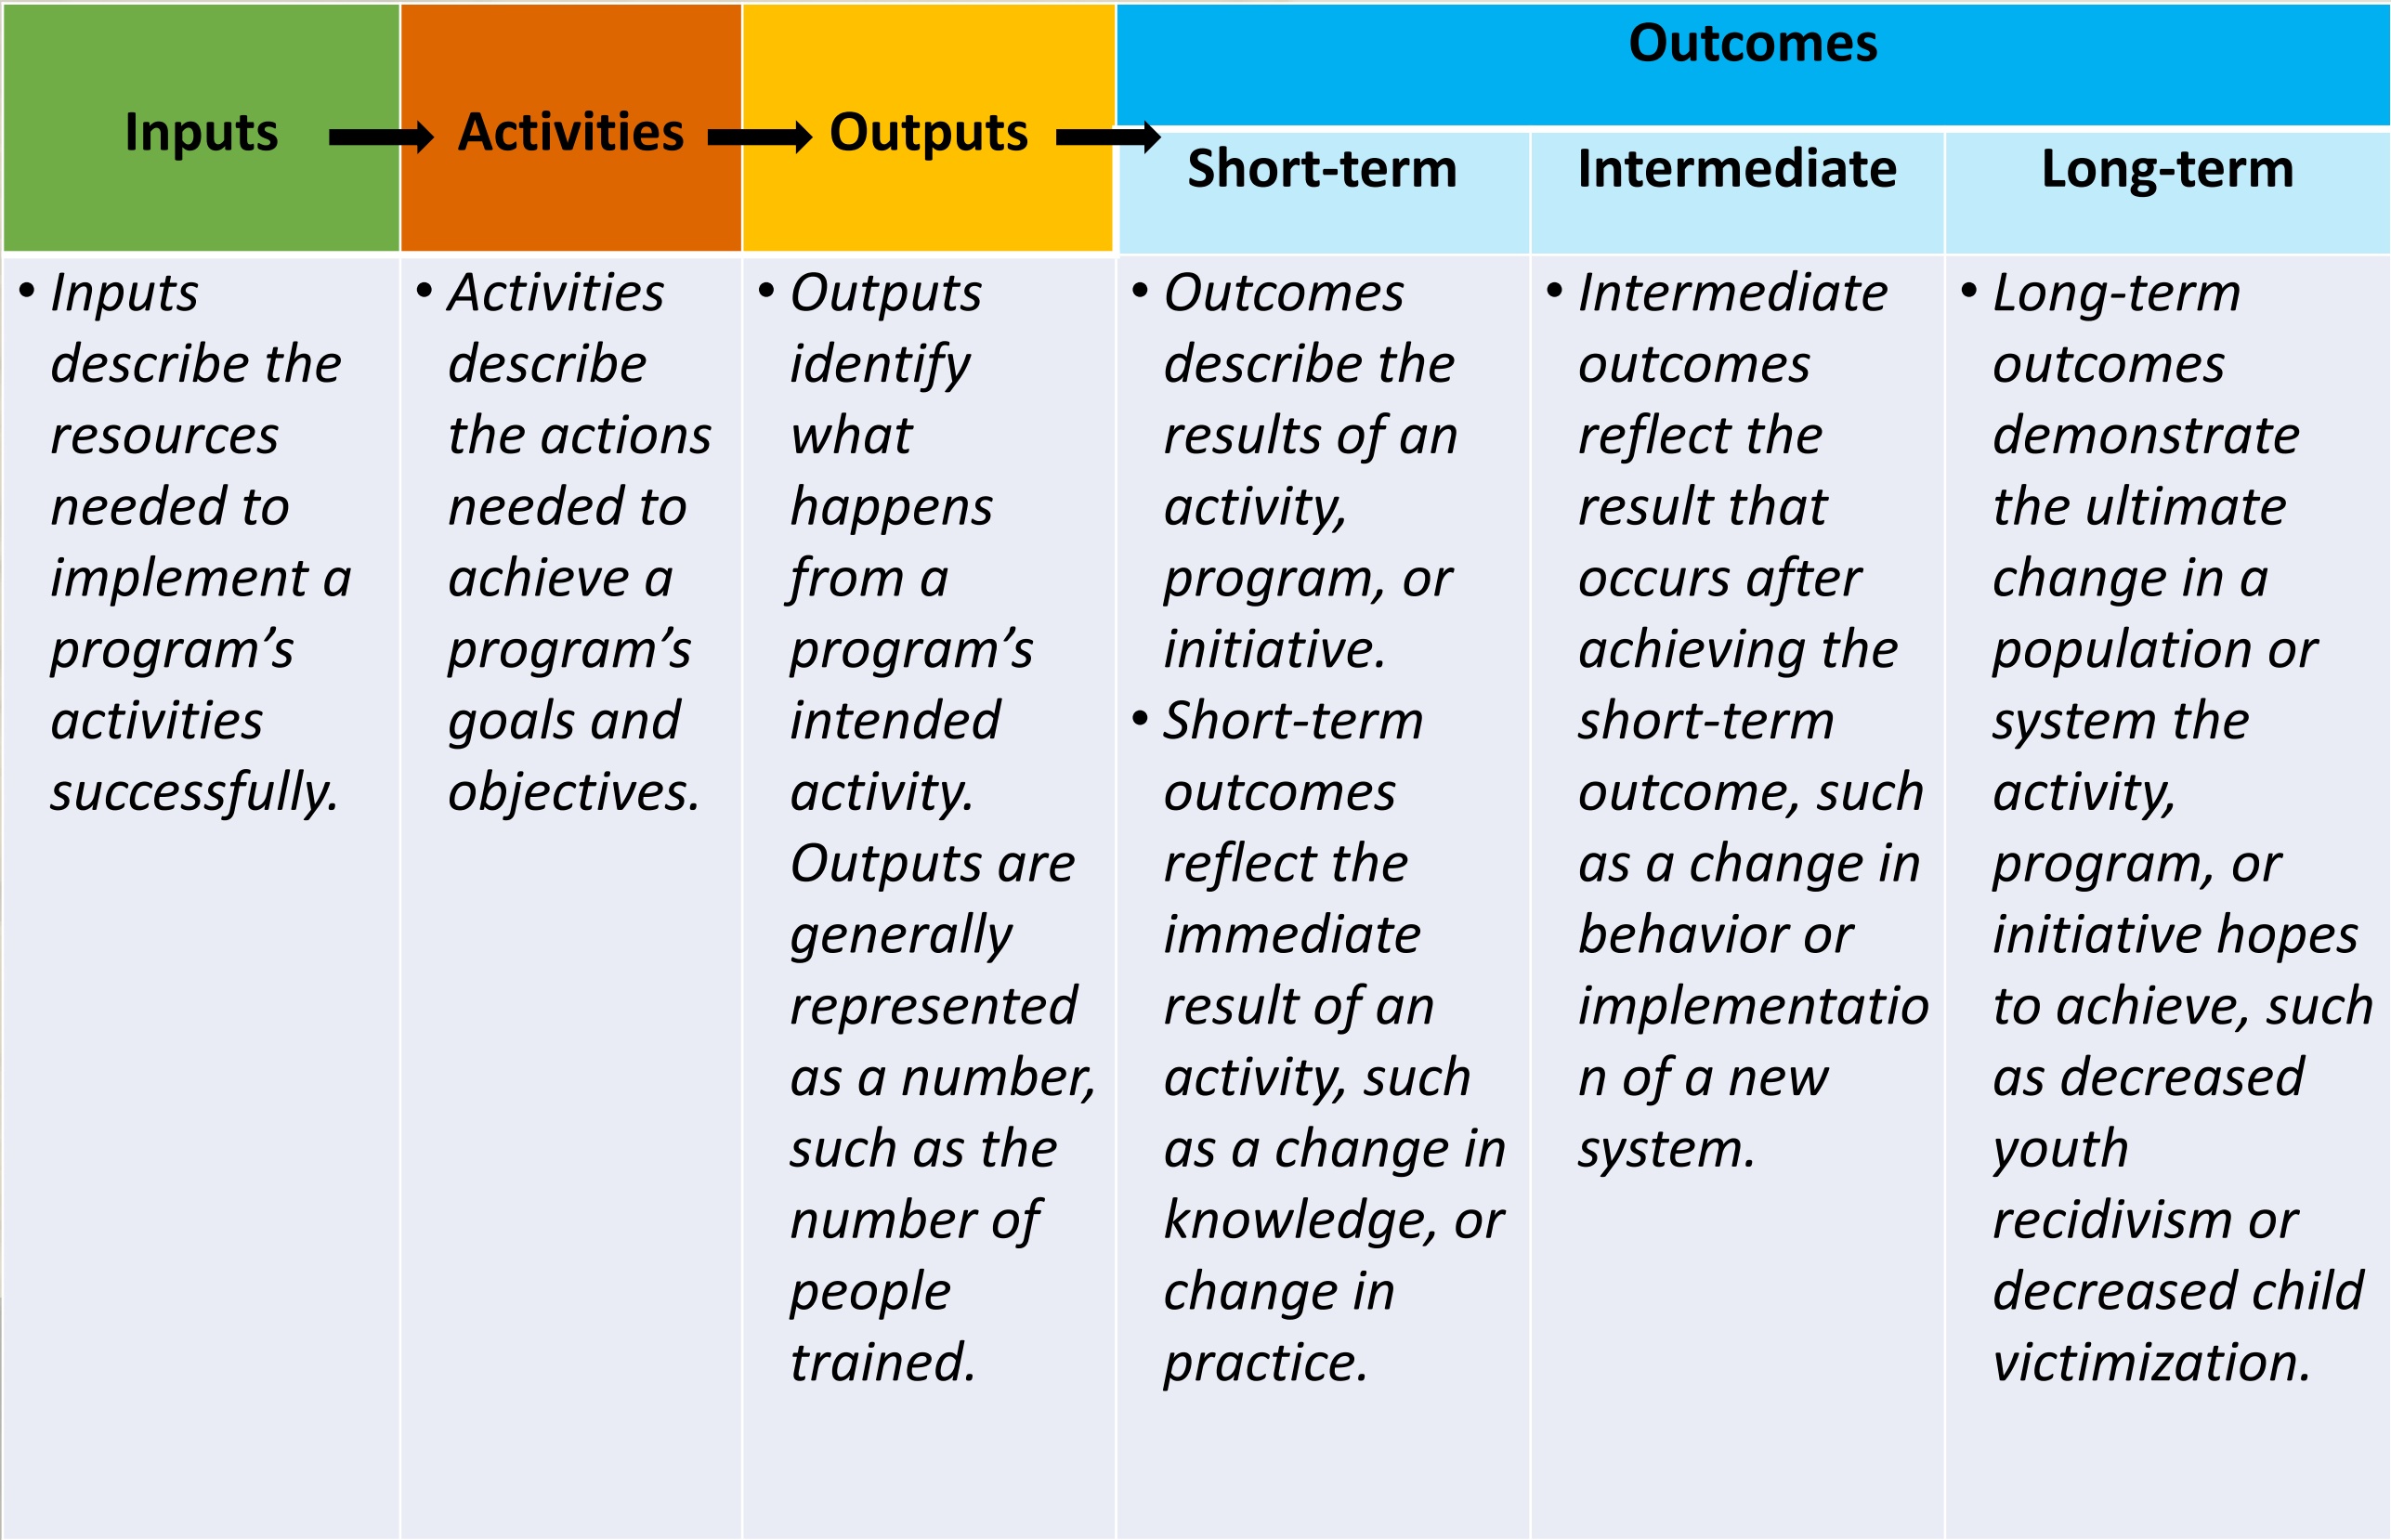 Inputs
Activities
Outputs
Outcomes
Short-term
Intermediate
Long-term
• Inputs
describe the
resources
needed to
implement a
program’s
activities
successfully.
• Activities
describe
the actions
needed to
achieve a
program’s
goals and
objectives.
• Outputs
identify
what
happens
from a
program’s
intended
activity.
Outputs are
generally
represented
as a number,
such as the
number of
people
trained.
• Outcomes
describe the
results of an
activity,
program, or
initiative.
• Short-term
outcomes
reflect the
immediate
result of an
activity, such
as a change in
knowledge, or
change in
practice.
• Intermediate
outcomes
reflect the
result that
occurs after
achieving the
short-term
outcome, such
as a change in
behavior or
implementatio
n of a new
system.
• Long-term
outcomes
demonstrate
the ultimate
change in a
population or
system the
activity,
program, or
initiative hopes
to achieve, such
as decreased
youth
recidivism or
decreased child
victimization.